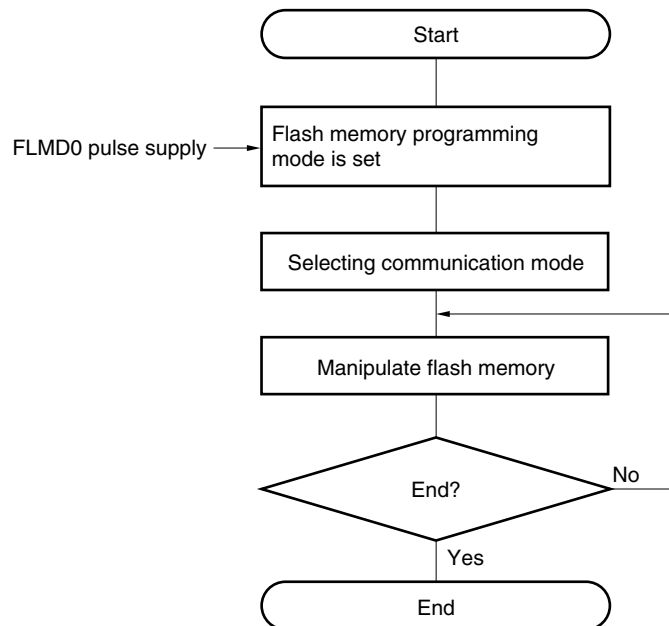 Start
FLMD0 pulse supply
Flash memory programming
mode is set
Selecting communication mode
Manipulate flash memory
End?
No
Yes
End